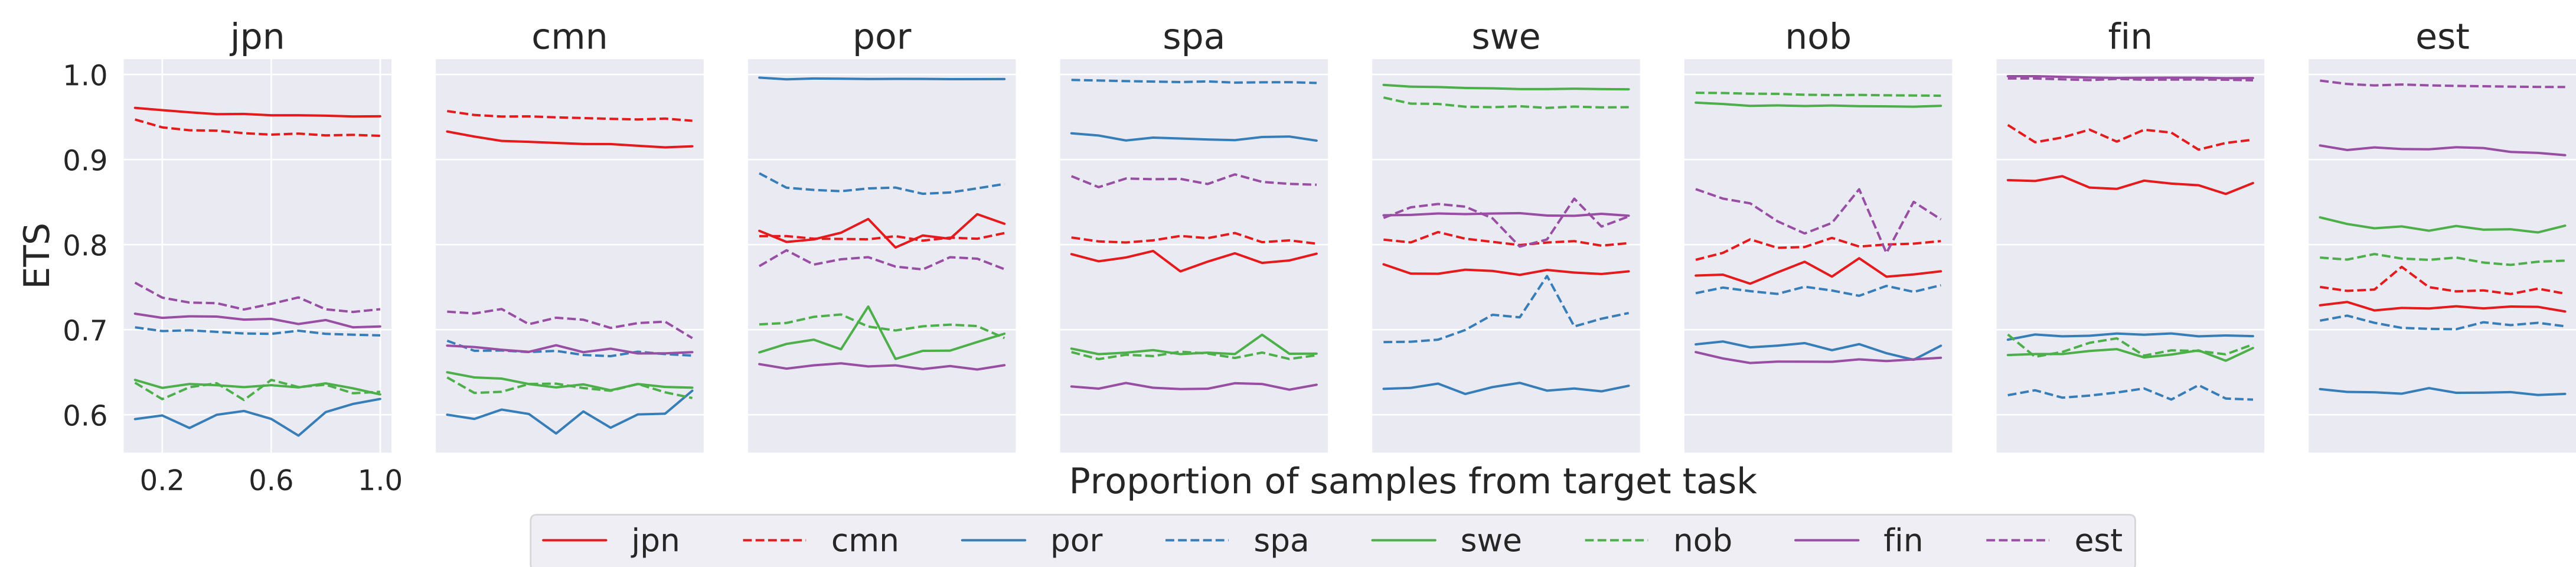 jpn cmn por spa swe nob fin est
ETS
1.0
0.9
0.8
0.7
0.6
0.2 0.6 1.0
Proportion of samples from target task
jpn cmn por spa swe nob fin est